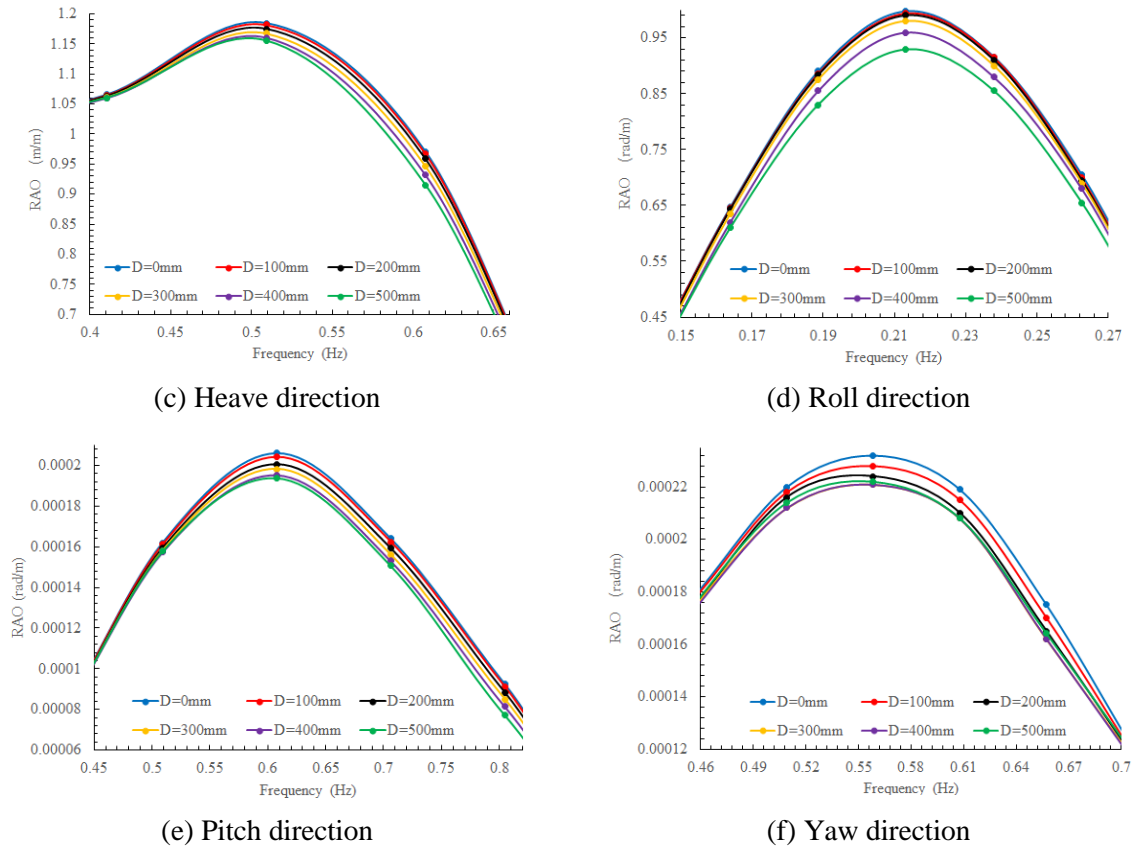 1.2
1.15
1.1
1.05
1
0.95
0.9
0.85
0.8
0.75
0.7
RAO (m/m)
D=0mm D=100mm D=200mm
D=300mm D=400mm D=500mm
0.4 0.45 0.5 0.55 0.6 0.65
Frequency (Hz)
(c) Heave direction
0.95
0.85
0.75
0.65
0.55
0.45
RAO (rad/m)
D=0mm D=100mm D=200mm
D=300mm D=400mm D=500mm
0.15 0.17 0.19 0.21 0.23 0.25 0.27
Frequency (Hz)
(d) Roll direction
0.0002
0.00018
0.00016
0.00014
0.00012
0.0001
0.00008
0.00006
RAO (rad/m)
D=0mm D=100mm D=200mm
D=300mm D=400mm D=500mm
0.45 0.5 0.55 0.6 0.65 0.7 0.75 0.8
Frequency (Hz)
(e) Pitch direction
0.00022
0.0002
0.00018
0.00016
0.00014
0.00012
RAO (rad/m)
D=0mm D=100mm D=200mm
D=300mm D=400mm D=500mm
0.46 0.49 0.52 0.55 0.58 0.61 0.64 0.67 0.7
Frequency (Hz)
(f) Yaw direction